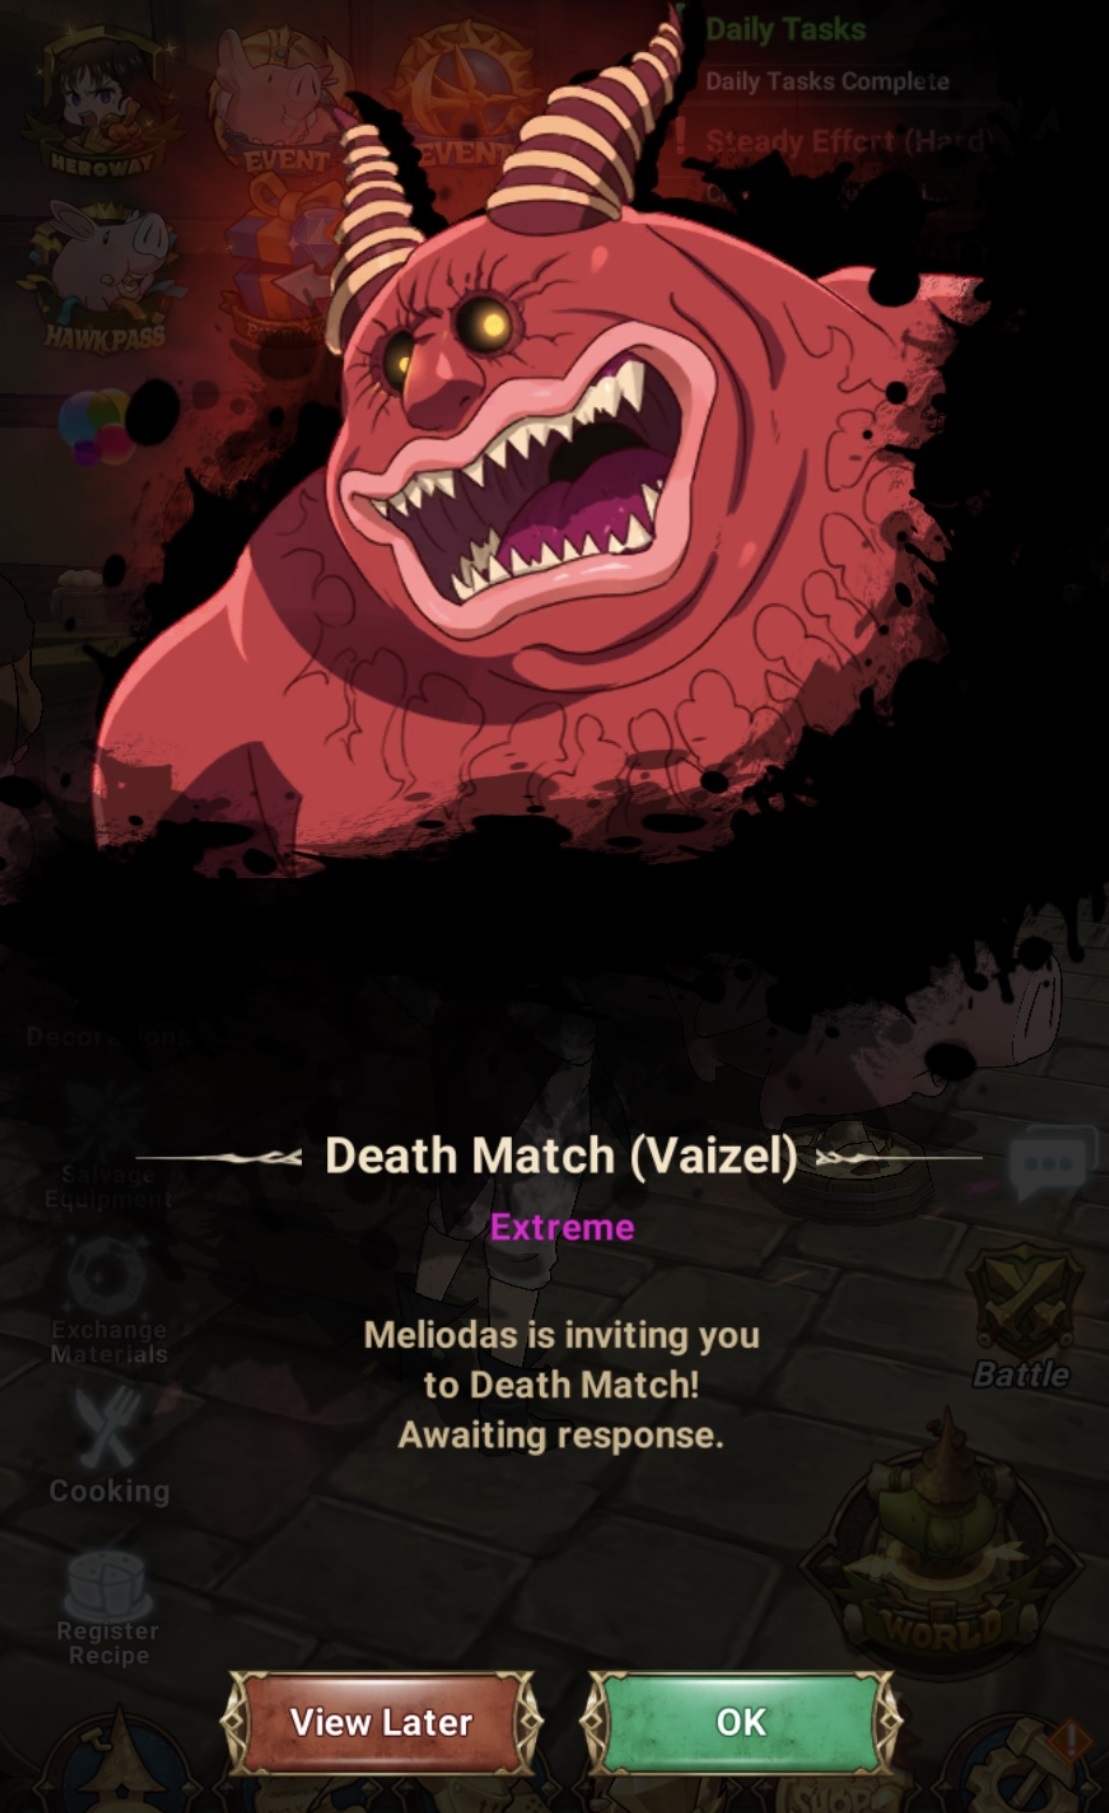 Daily Tasks
Daily Tasks Complete
! Steady Effort (Hard)
HEROWAY
EVENT
EVENT
HAWK PASS
Decorations
Death Match (Vaizel)
Salvage
Equipment
Extreme
Meliodas is inviting you
to Death Match!
Awaiting response.
Exchange
Materials
Battle
Cooking
WORLD
Register
Recipe
View Later
OK
SHOP